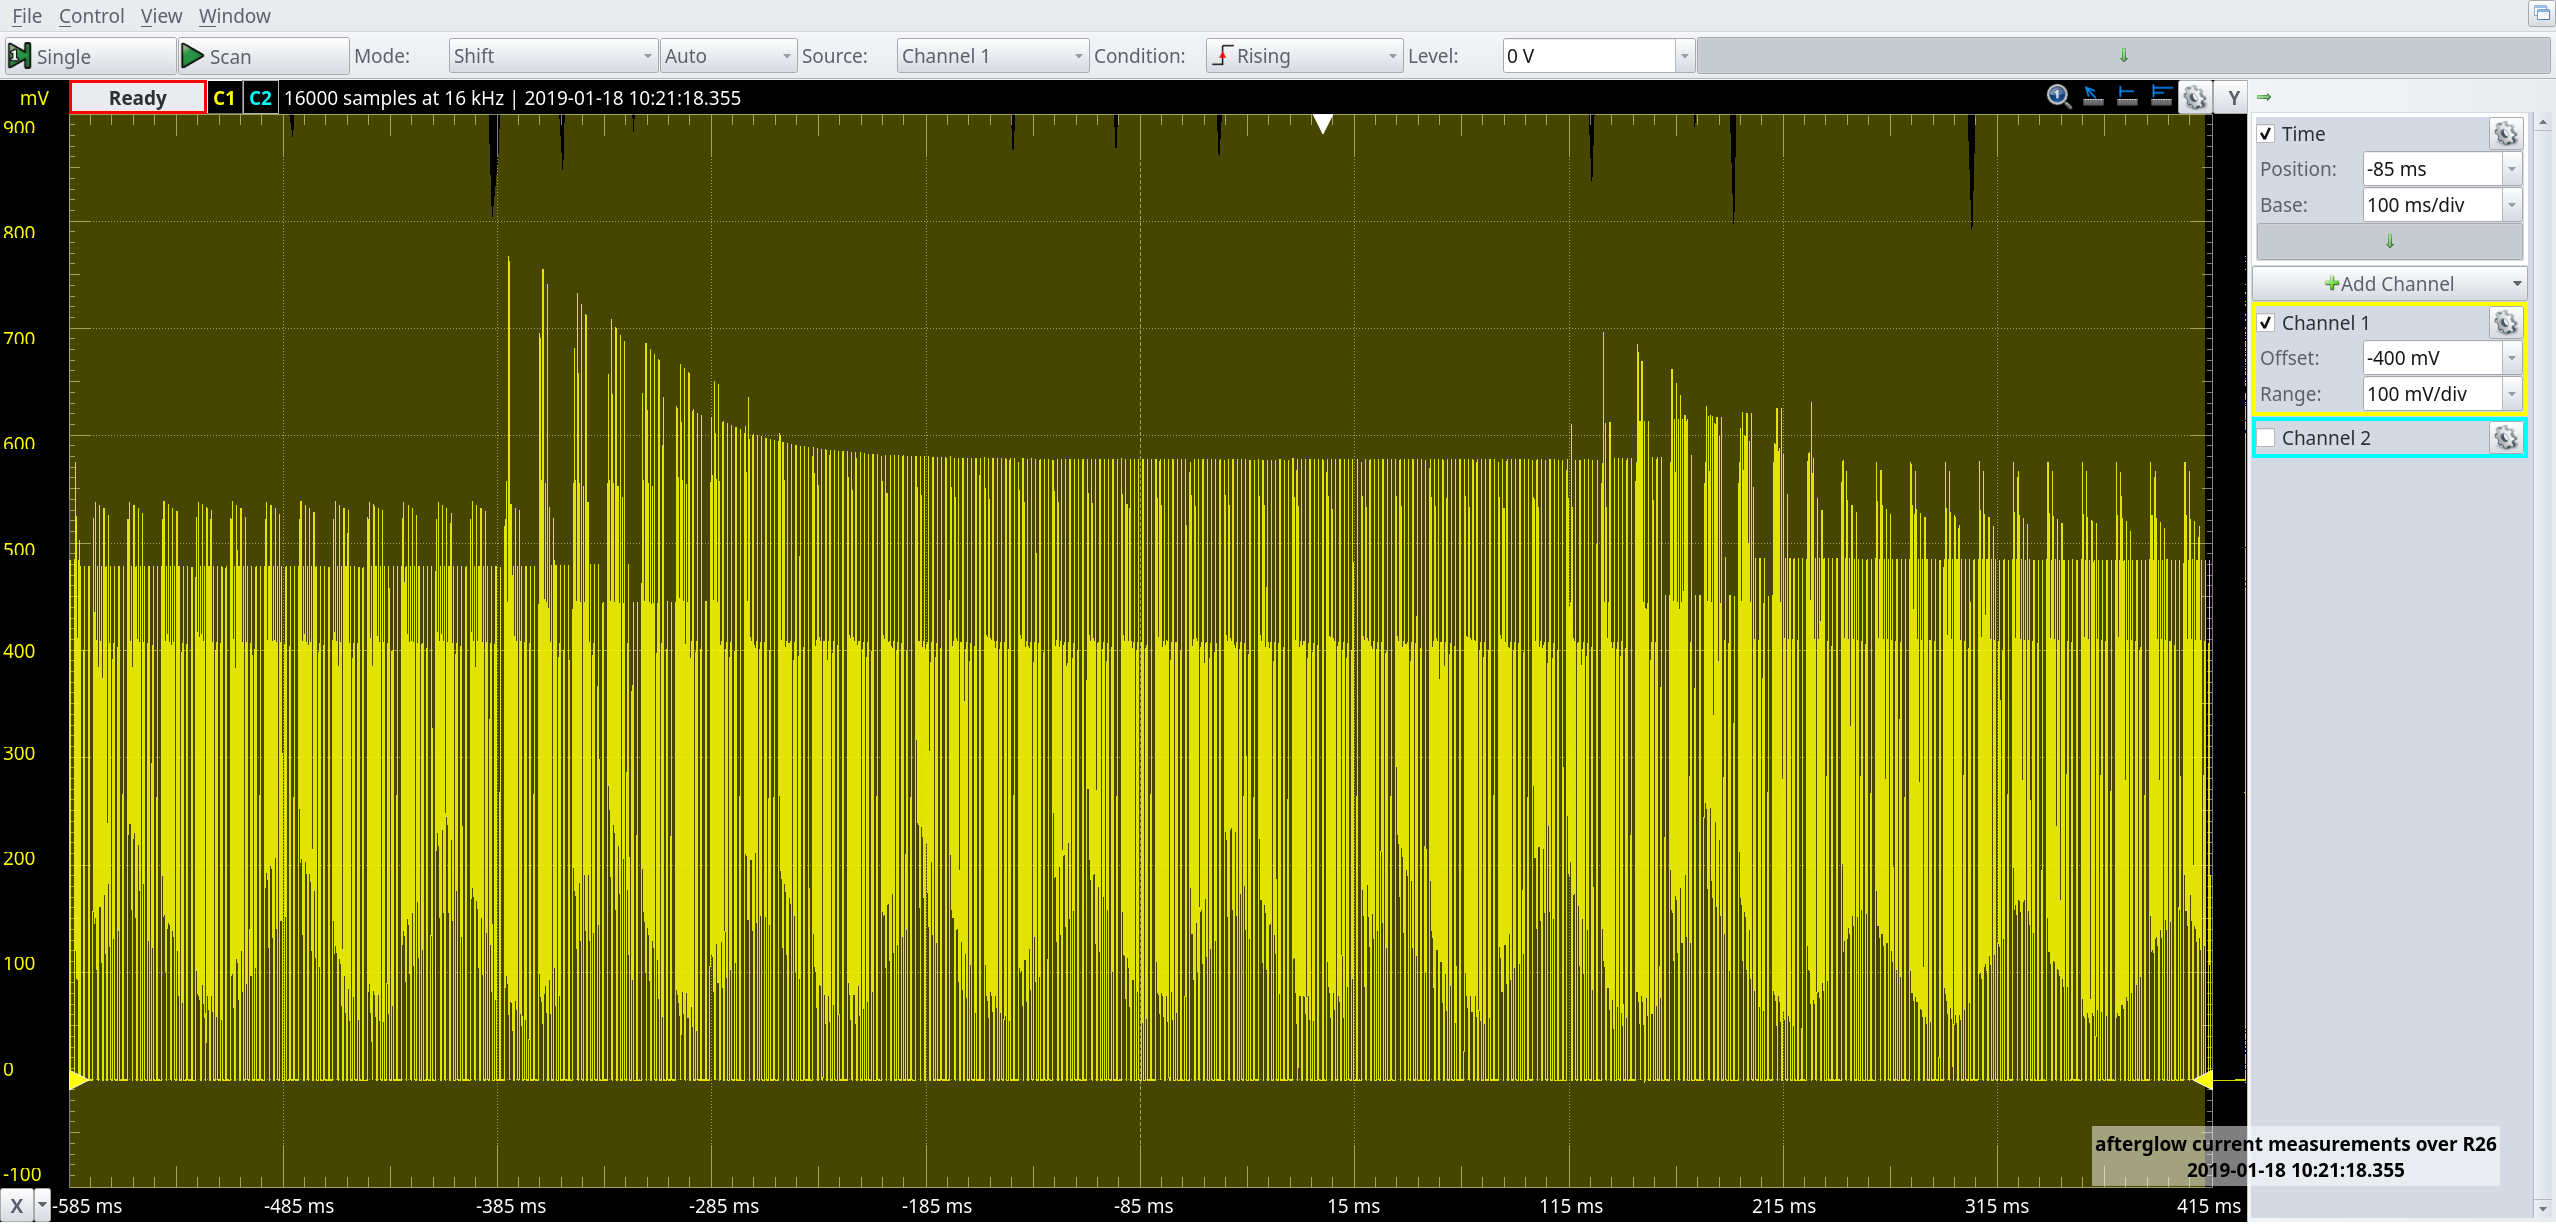 File Control View Window
Single Scan Mode: Shift Auto Source: Channel 1 Condition: Rising Level: 0 V
mV Ready C1 C2 16000 samples at 16 kHz | 2019-01-18 10:21:18.355 Y
900
800
700
600
500
400
300
200
100
0
-100
X -585 ms -485 ms -385 ms -285 ms -185 ms -85 ms 15 ms 115 ms 215 ms 315 ms 415 ms
Time
Position: -85 ms
Base: 100 ms/div
Add Channel
Channel 1
Offset: -400 mV
Range: 100 mV/div
Channel 2
afterglow current measurements over R26
2019-01-18 10:21:18.355